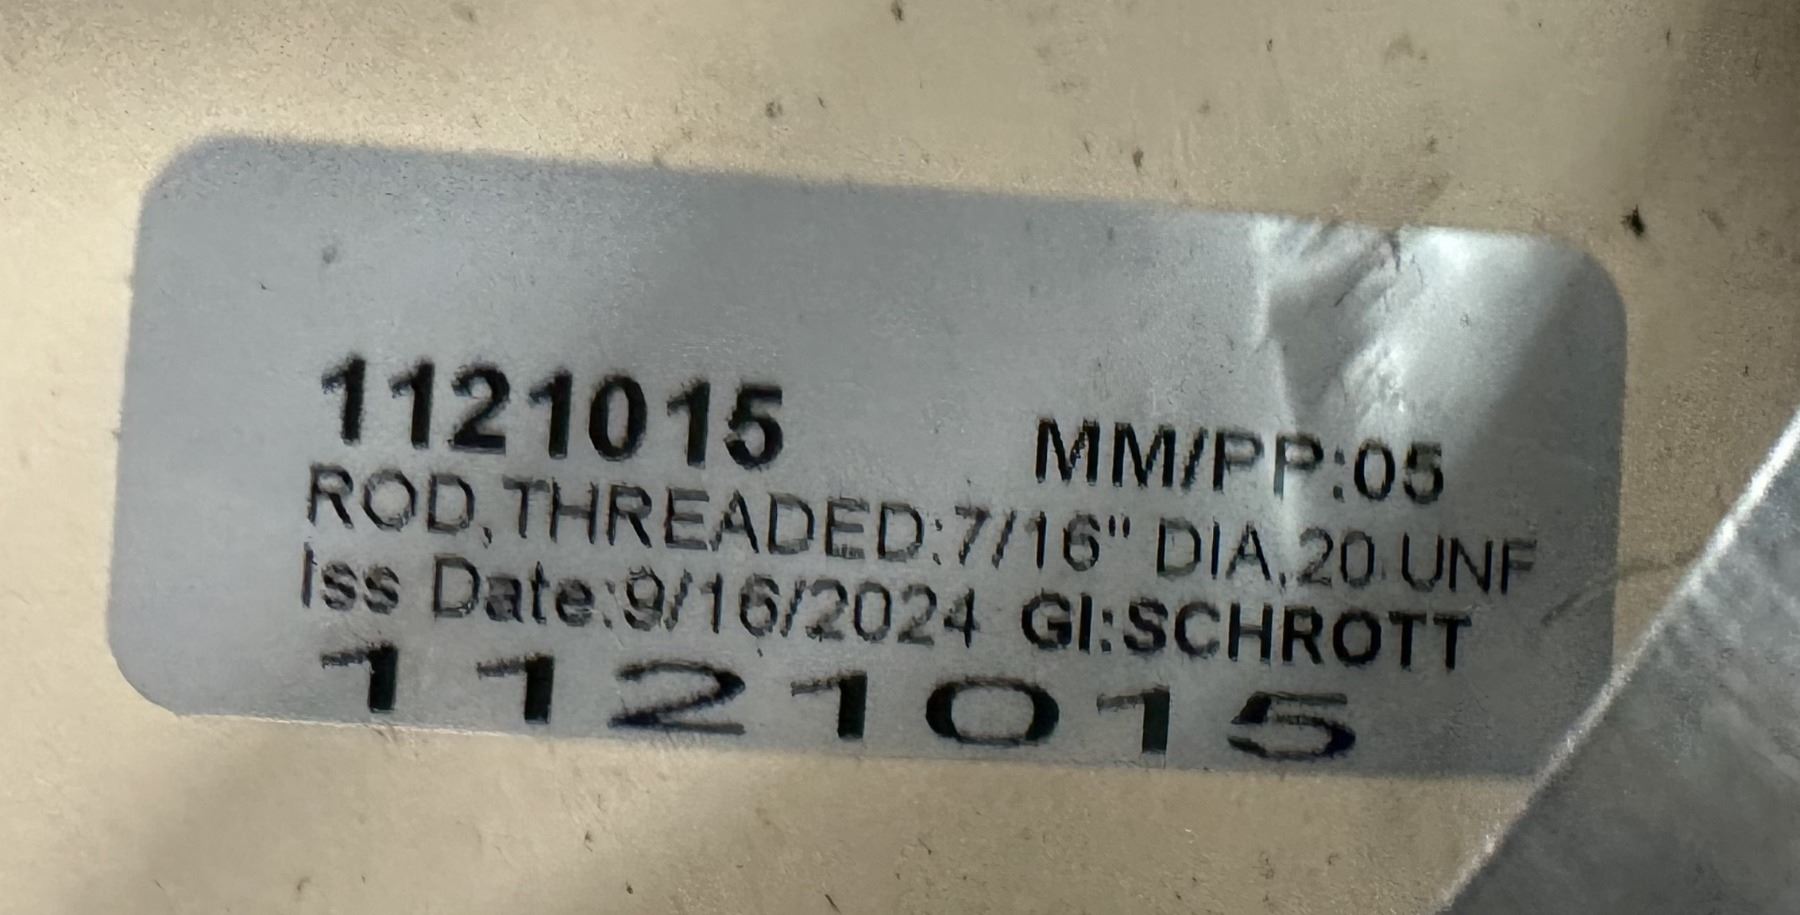 1121015 MM/PP:05
ROD,THREADED:7/16" DIA,20 UNF
Iss Date:9/16/2024 GI:SCHROTT
1121015